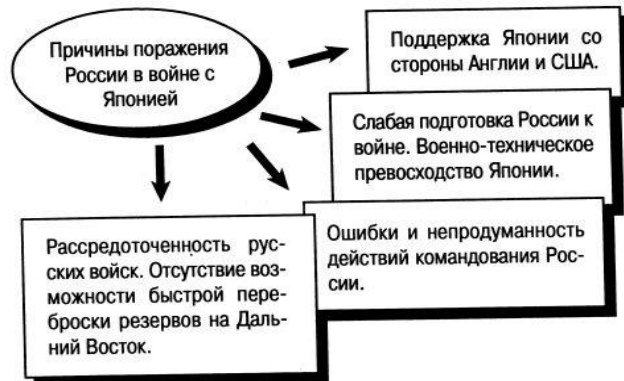 Причины поражения
России в войне с
Японией
Поддержка Японии со
стороны Англии и США.
Слабая подготовка России к
войне. Военно-техническое
превосходство Японии.
Ошибки и непродуманность
действий командования Рос-
сии.
Рассредоточенность рус-
ских войск. Отсутствие воз-
можности быстрой пере-
броски резервов на Даль-
ний Восток.